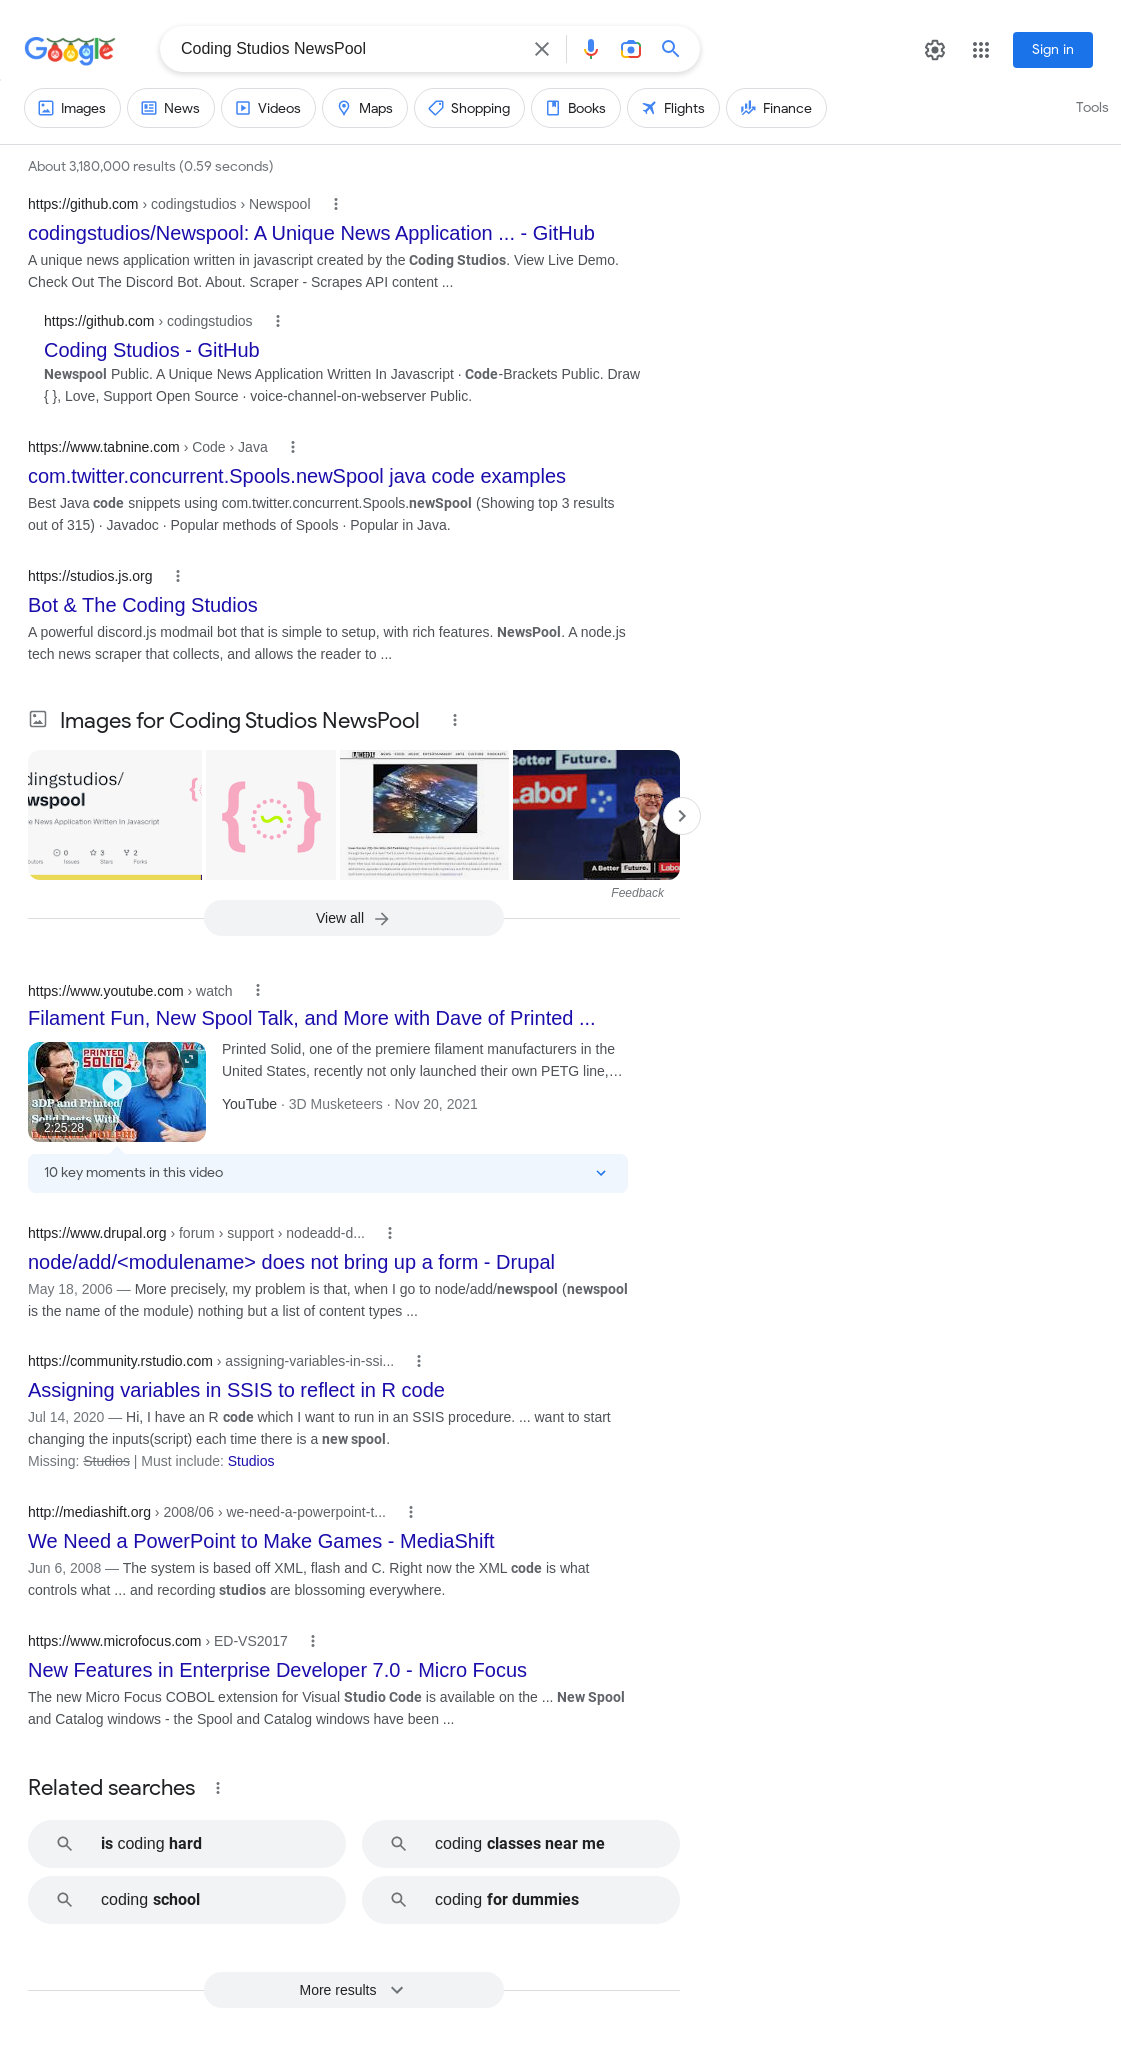 Google
Coding Studios NewsPool
Sign in
Images
News
Videos
Maps
Shopping
Books
Flights
Finance
Tools
About 3,180,000 results (0.59 seconds)
https://github.com › codingstudios › Newspool
codingstudios/Newspool: A Unique News Application ... - GitHub
A unique news application written in javascript created by the Coding Studios. View Live Demo.
Check Out The Discord Bot. About. Scraper - Scrapes API content ...
https://github.com › codingstudios
Coding Studios - GitHub
Newspool Public. A Unique News Application Written In Javascript · Code-Brackets Public. Draw
{ }, Love, Support Open Source · voice-channel-on-webserver Public.
https://www.tabnine.com › Code › Java
com.twitter.concurrent.Spools.newSpool java code examples
Best Java code snippets using com.twitter.concurrent.Spools.newSpool (Showing top 3 results
out of 315) · Javadoc · Popular methods of Spools · Popular in Java.
https://studios.js.org
Bot & The Coding Studios
A powerful discord.js modmail bot that is simple to setup, with rich features. NewsPool. A node.js
tech news scraper that collects, and allows the reader to ...
Images for Coding Studios NewsPool
dingstudios/
wspool
e News Application Written In Javascript
0
3
2
utors
Issues
Stars
Forks
{ }
Better Future.
Labor
A Better Future. Labo
Feedback
View all
https://www.youtube.com › watch
Filament Fun, New Spool Talk, and More with Dave of Printed ...
PRINTED
SOLID
3DP and Printed
Solid Deets With
2:25:28
Printed Solid, one of the premiere filament manufacturers in the
United States, recently not only launched their own PETG line,...
YouTube · 3D Musketeers · Nov 20, 2021
10 key moments in this video
https://www.drupal.org › forum › support › nodeadd-d...
node/add/<modulename> does not bring up a form - Drupal
May 18, 2006 — More precisely, my problem is that, when I go to node/add/newspool (newspool
is the name of the module) nothing but a list of content types ...
https://community.rstudio.com › assigning-variables-in-ssi...
Assigning variables in SSIS to reflect in R code
Jul 14, 2020 — Hi, I have an R code which I want to run in an SSIS procedure. ... want to start
changing the inputs(script) each time there is a new spool.
Missing: Studios | Must include: Studios
http://mediashift.org › 2008/06 › we-need-a-powerpoint-t...
We Need a PowerPoint to Make Games - MediaShift
Jun 6, 2008 — The system is based off XML, flash and C. Right now the XML code is what
controls what ... and recording studios are blossoming everywhere.
https://www.microfocus.com › ED-VS2017
New Features in Enterprise Developer 7.0 - Micro Focus
The new Micro Focus COBOL extension for Visual Studio Code is available on the ... New Spool
and Catalog windows - the Spool and Catalog windows have been ...
Related searches
is coding hard
coding classes near me
coding school
coding for dummies
More results